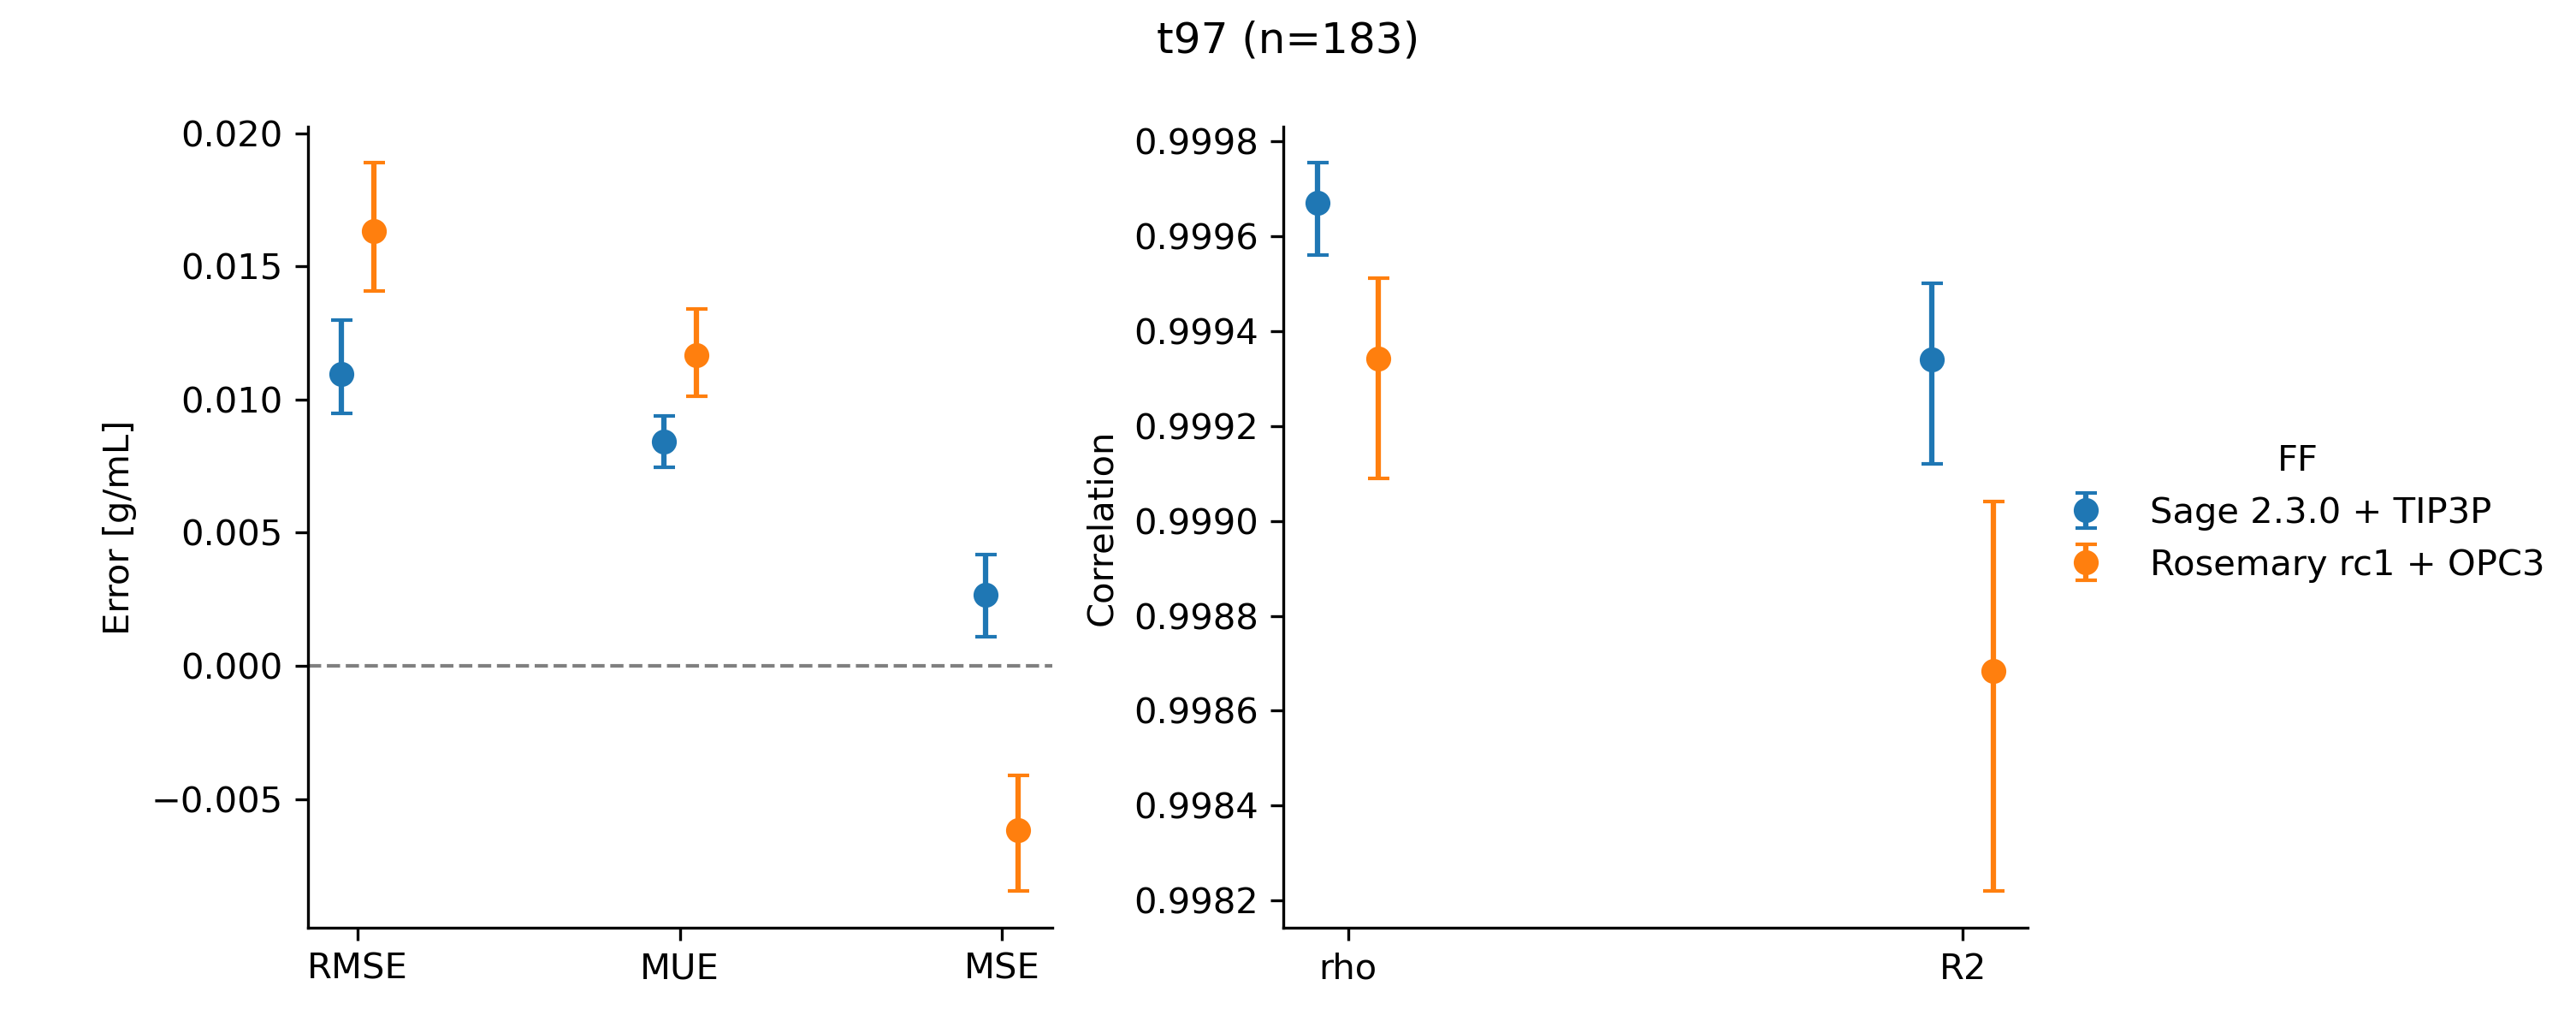 t97 (n=183)
Error [g/mL]
0.020
0.015
0.010
0.005
0.000
−0.005
RMSE
MUE
MSE
Correlation
0.9998
0.9996
0.9994
0.9992
0.9990
0.9988
0.9986
0.9984
0.9982
rho
R2
FF
Sage 2.3.0 + TIP3P
Rosemary rc1 + OPC3